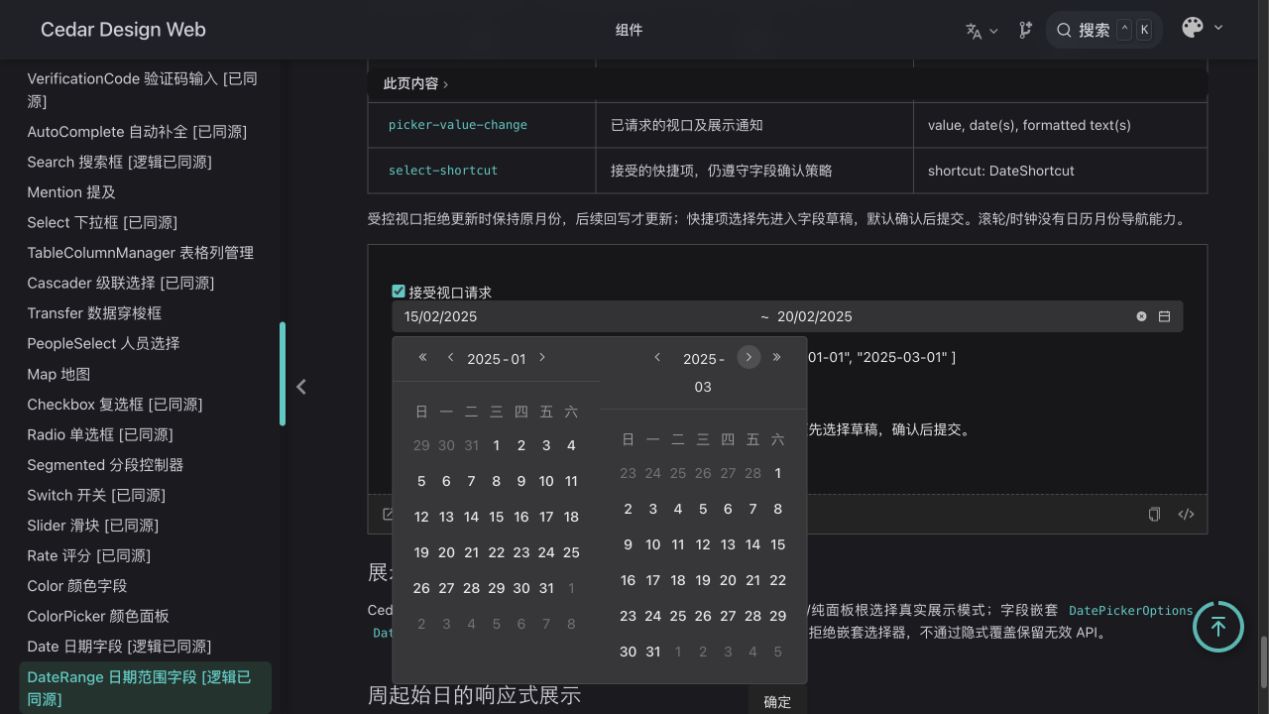 Cedar Design Web
组件
搜索
^
K
VerificationCode 验证码输入 [已同
源]
AutoComplete 自动补全 [已同源]
Search 搜索框 [逻辑已同源]
Mention 提及
Select 下拉框 [已同源]
TableColumnManager 表格列管理
Cascader 级联选择 [已同源]
Transfer 数据穿梭框
PeopleSelect 人员选择
Map 地图
Checkbox 复选框 [已同源]
Radio 单选框 [已同源]
Segmented 分段控制器
Switch 开关 [已同源]
Slider 滑块 [已同源]
Rate 评分 [已同源]
Color 颜色字段
ColorPicker 颜色面板
Date 日期字段 [逻辑已同源]
DateRange 日期范围字段 [逻辑已
同源]
此页内容 ›
picker-value-change 已请求的视口及展示通知 value, date(s), formatted text(s)
select-shortcut 接受的快捷项，仍遵守字段确认策略 shortcut: DateShortcut
受控视口拒绝更新时保持原月份，后续回写才更新；快捷项选择先进入字段草稿，默认确认后提交。滚轮/时钟没有日历月份导航能力。
接受视口请求
15/02/2025 ~ 20/02/2025
01-01", "2025-03-01" ]
先选择草稿，确认后提交。
« ‹ 2025-01 ›
日 一 二 三 四 五 六
29 30 31 1 2 3 4
5 6 7 8 9 10 11
12 13 14 15 16 17 18
19 20 21 22 23 24 25
26 27 28 29 30 31 1
2 3 4 5 6 7 8
‹ 2025- › »
03
日 一 二 三 四 五 六
23 24 25 26 27 28 1
2 3 4 5 6 7 8
9 10 11 12 13 14 15
16 17 18 19 20 21 22
23 24 25 26 27 28 29
30 31 1 2 3 4 5
确定
</> 
展
Ced
/纯面板根选择真实展示模式；字段嵌套 DatePickerOptions
Dat
拒绝嵌套选择器，不通过隐式覆盖保留无效 API。
周起始日的响应式展示